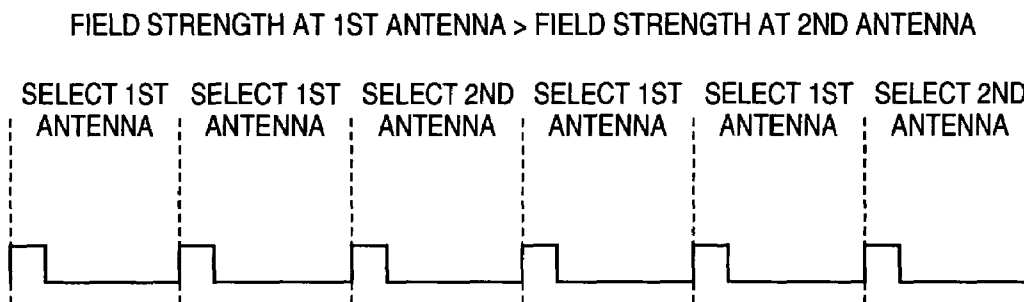 FIELD STRENGTH AT 1ST ANTENNA > FIELD STRENGTH AT 2ND ANTENNA
SELECT 1ST ANTENNA
SELECT 1ST ANTENNA
SELECT 2ND ANTENNA
SELECT 1ST ANTENNA
SELECT 1ST ANTENNA
SELECT 2ND ANTENNA